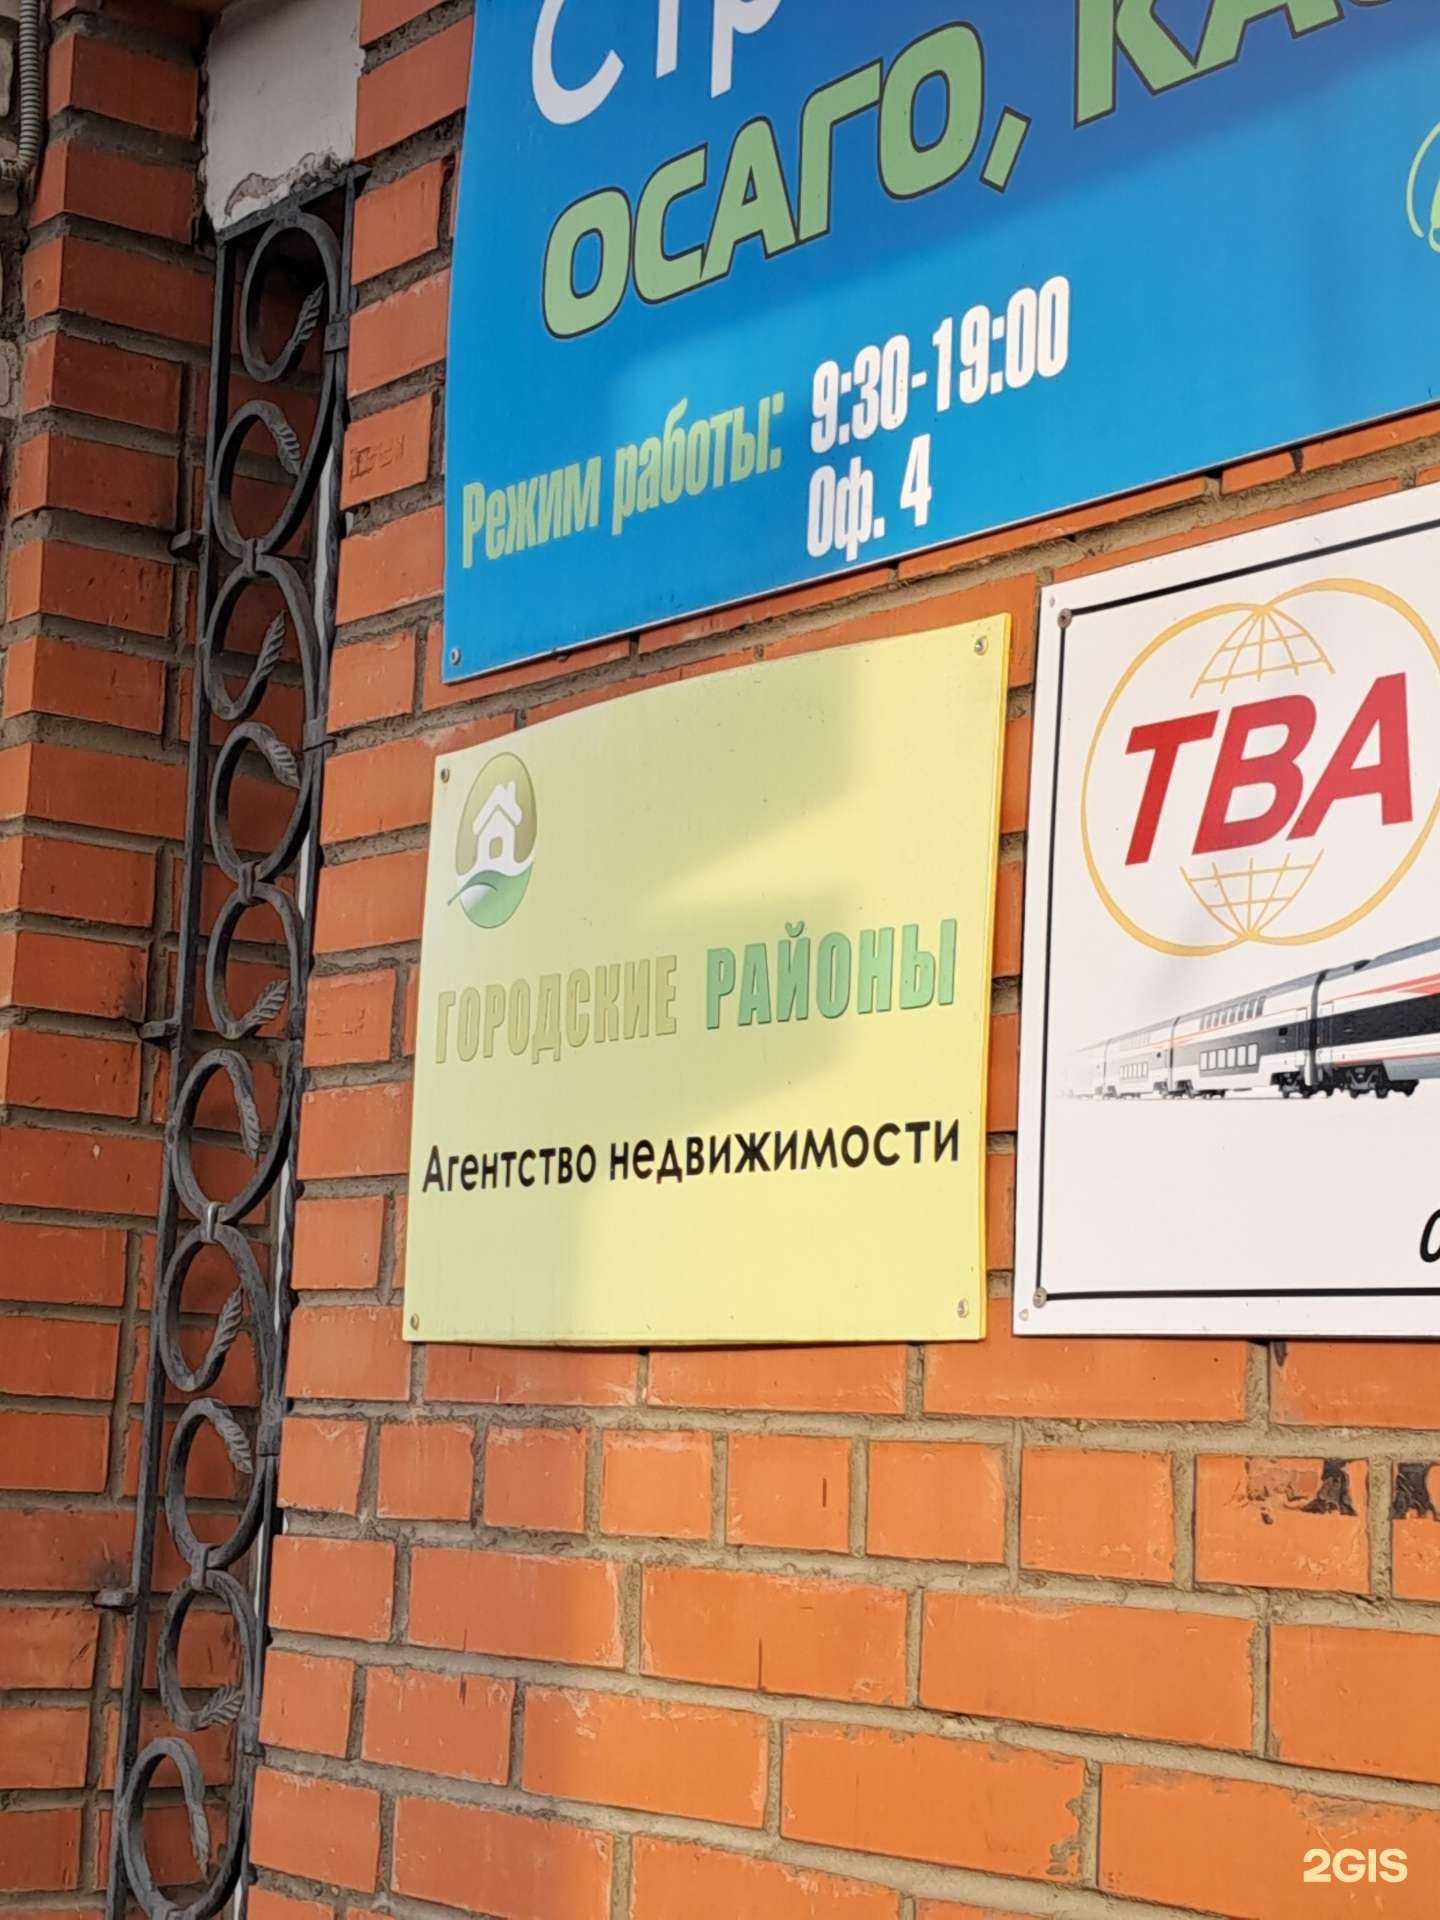 ОСАГО,
Режим работы: 9:30-19:00
Оф. 4
ГОРОДСКИЕ РАЙОНЫ
Агентство недвижимости
ТВА
2GIS